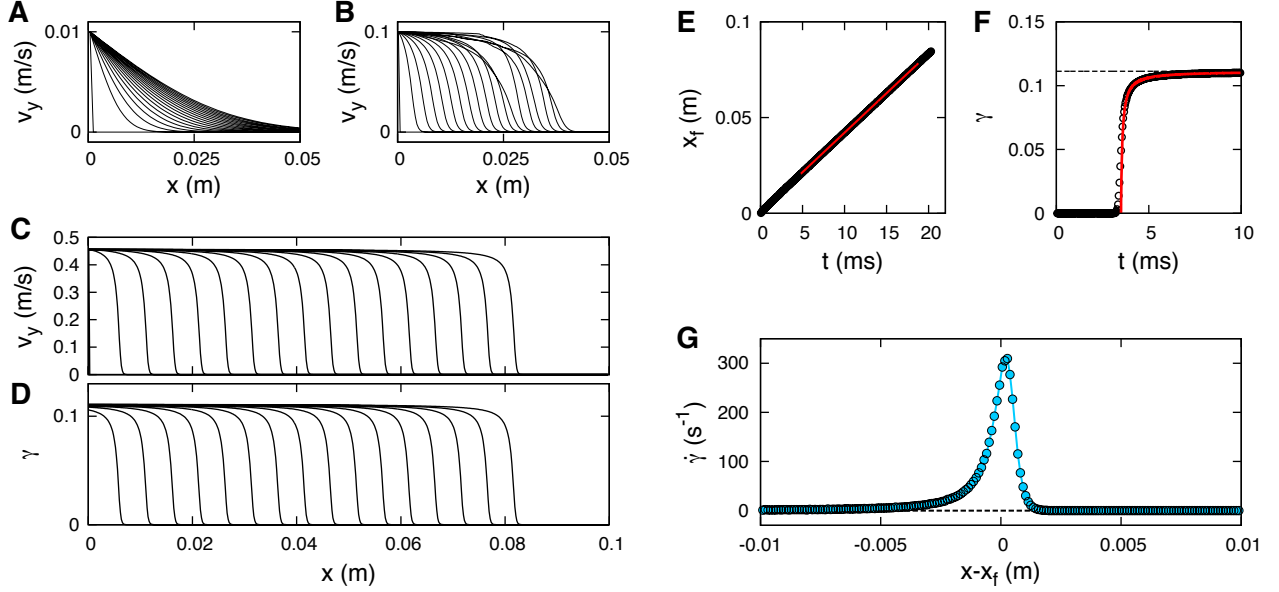 A
v_y (m/s)
0.01
0
0
0.025
0.05
x (m)
B
v_y (m/s)
0.1
0
0
0.025
0.05
x (m)
C
v_y (m/s)
0.5
0.4
0.3
0.2
0.1
0
D
γ
0.1
0
0
0.02
0.04
0.06
0.08
0.1
x (m)
E
x_f (m)
0.1
0.05
0
0
5
10
15
20
t (ms)
F
γ
0.15
0.1
0.05
0
0
5
10
t (ms)
G
γ̇ (s⁻¹)
300
200
100
0
-0.01
-0.005
0
0.005
0.01
x-x_f (m)